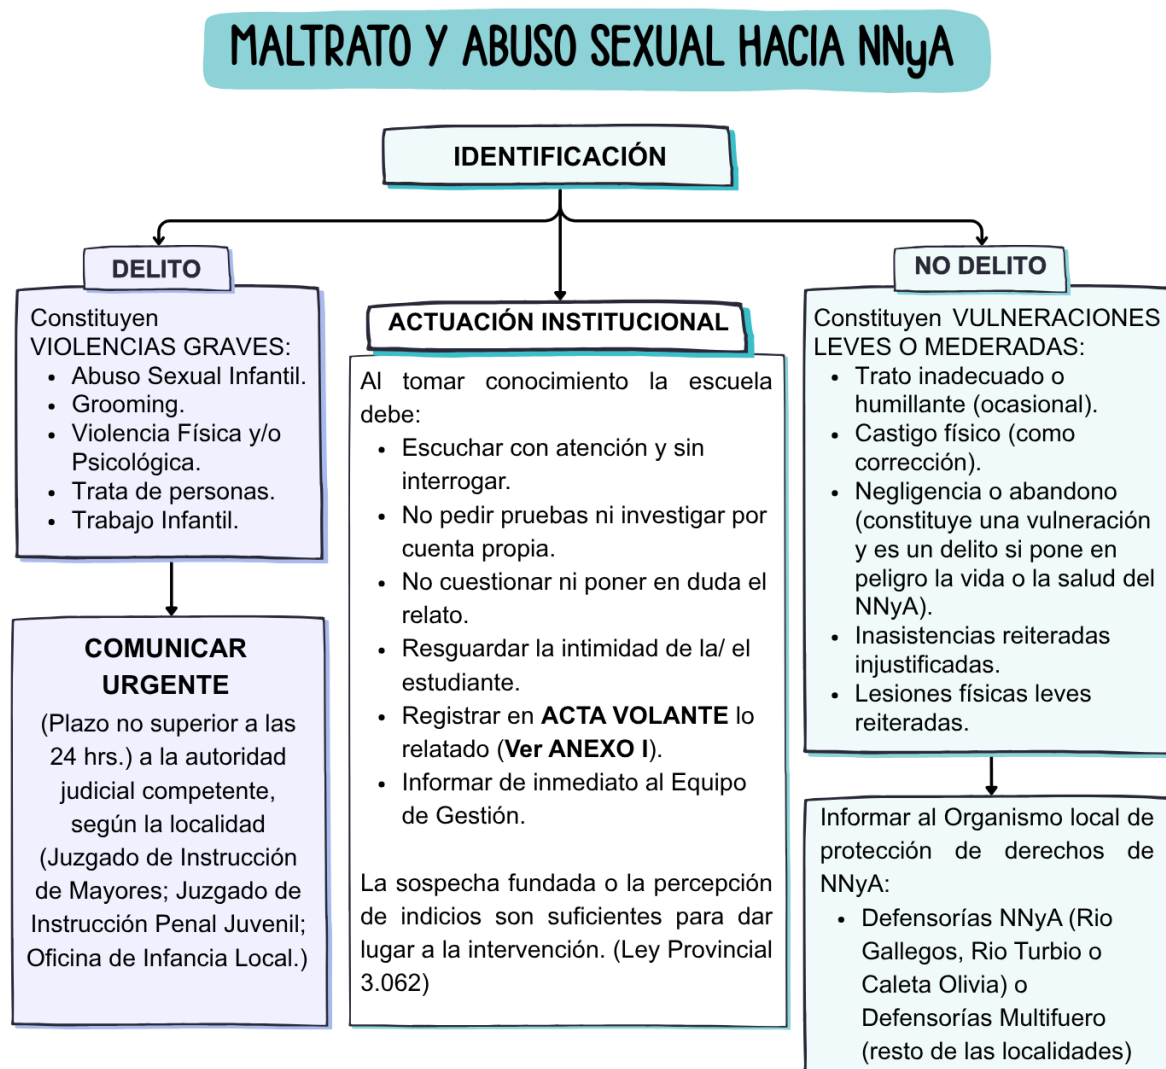 MALTRATO Y ABUSO SEXUAL HACIA NNyA
IDENTIFICACIÓN
DELITO
Constituyen
VIOLENCIAS GRAVES:
• Abuso Sexual Infantil.
• Grooming.
• Violencia Física y/o
Psicológica.
• Trata de personas.
• Trabajo Infantil.
COMUNICAR
URGENTE
(Plazo no superior a las
24 hrs.) a la autoridad
judicial competente,
según la localidad
(Juzgado de Instrucción
de Mayores; Juzgado de
Instrucción Penal Juvenil;
Oficina de Infancia Local.)
ACTUACIÓN INSTITUCIONAL
Al tomar conocimiento la escuela
debe:
• Escuchar con atención y sin
interrogar.
• No pedir pruebas ni investigar por
cuenta propia.
• No cuestionar ni poner en duda el
relato.
• Resguardar la intimidad de la/ el
estudiante.
• Registrar en ACTA VOLANTE lo
relatado (Ver ANEXO I).
• Informar de inmediato al Equipo
de Gestión.
La sospecha fundada o la percepción
de indicios son suficientes para dar
lugar a la intervención. (Ley Provincial
3.062)
NO DELITO
Constituyen VULNERACIONES
LEVES O MEDERADAS:
• Trato inadecuado o
humillante (ocasional).
• Castigo físico (como
corrección).
• Negligencia o abandono
(constituye una vulneración
y es un delito si pone en
peligro la vida o la salud del
NNyA).
• Inasistencias reiteradas
injustificadas.
• Lesiones físicas leves
reiteradas.
Informar al Organismo local de
protección de derechos de
NNyA:
• Defensorías NNyA (Rio
Gallegos, Rio Turbio o
Caleta Olivia) o
Defensorías Multifuero
(resto de las localidades)